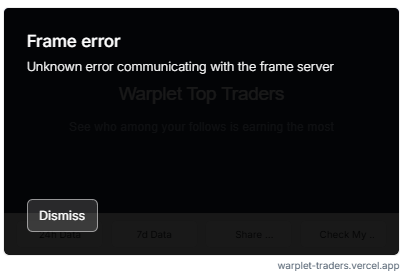 Frame error
Unknown error communicating with the frame server
Warplet Top Traders
See who among your follows is earning the most
Dismiss
24h Data
7d Data
Share ...
Check My ...
warplet-traders.vercel.app